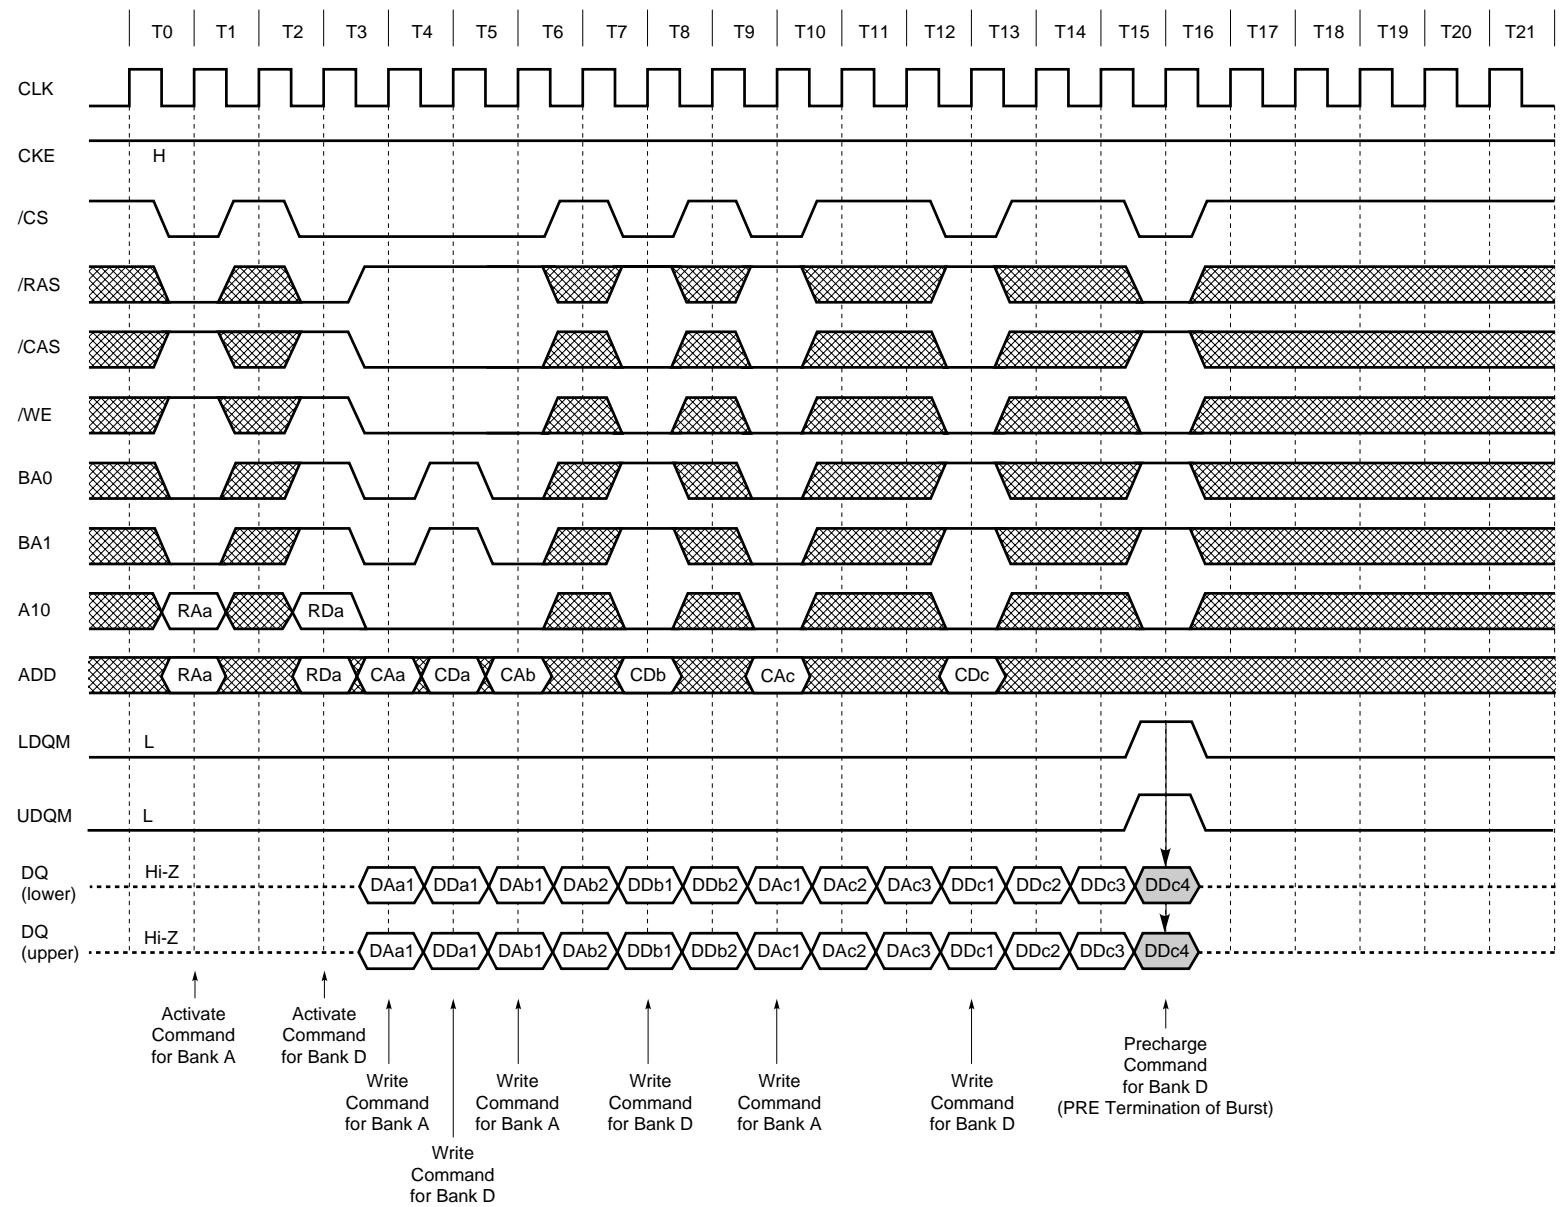 T0 T1 T2 T3 T4 T5 T6 T7 T8 T9 T10 T11 T12 T13 T14 T15 T16 T17 T18 T19 T20 T21
CLK
CKE H
/CS
/RAS
/CAS
/WE
BA0
BA1
A10 RAa RDa
ADD RAa RDa CAa CDa CAb CDb CAc CDc
LDQM L
UDQM L
DQ
(lower)
Hi-Z DAa1 DDa1 DAb1 DAb2 DDb1 DDb2 DAc1 DAc2 DAc3 DDc1 DDc2 DDc3 DDc4
DQ
(upper)
Hi-Z DAa1 DDa1 DAb1 DAb2 DDb1 DDb2 DAc1 DAc2 DAc3 DDc1 DDc2 DDc3 DDc4
Activate
Command
for Bank A
Activate
Command
for Bank D
Write
Command
for Bank A
Write
Command
for Bank D
Write
Command
for Bank A
Write
Command
for Bank D
Write
Command
for Bank A
Write
Command
for Bank D
Precharge
Command
for Bank D
(PRE Termination of Burst)